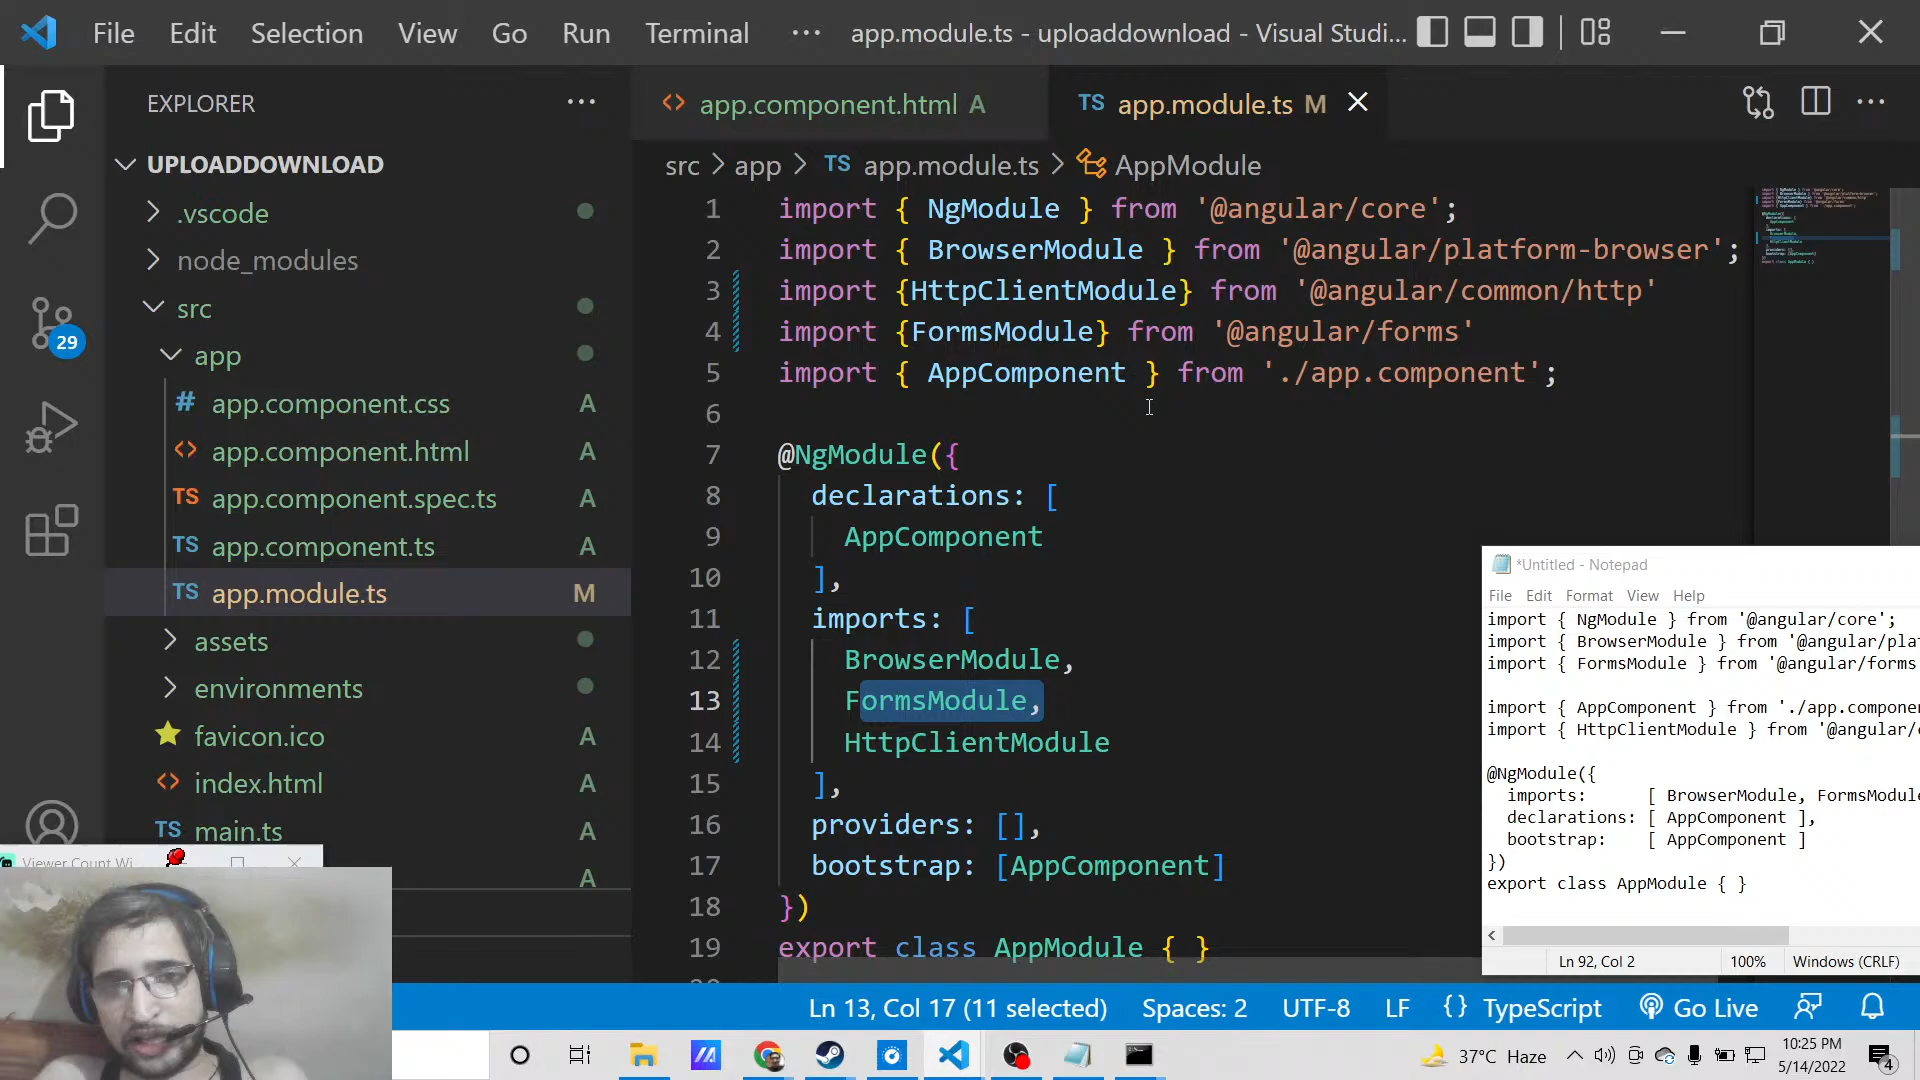 File Edit Selection View Go Run Terminal ··· app.module.ts - uploaddownload - Visual Studi...
EXPLORER ···
<> app.component.html A TS app.module.ts M
UPLOADDOWNLOAD
src > app > TS app.module.ts > AppModule
.vscode
node_modules
src
app
# app.component.css A
<> app.component.html A
TS app.component.spec.ts A
TS app.component.ts A
TS app.module.ts M
assets
environments
favicon.ico A
<> index.html A
TS main.ts A
A
29
1 import { NgModule } from '@angular/core';
2 import { BrowserModule } from '@angular/platform-browser';
3 import {HttpClientModule} from '@angular/common/http'
4 import {FormsModule} from '@angular/forms'
5 import { AppComponent } from './app.component';
6
7 @NgModule({
8 declarations: [
9 AppComponent
10 ],
11 imports: [
12 BrowserModule,
13 FormsModule,
14 HttpClientModule
15 ],
16 providers: [],
17 bootstrap: [AppComponent]
18 })
19 export class AppModule { }
*Untitled - Notepad
File Edit Format View Help
import { NgModule } from '@angular/core';
import { BrowserModule } from '@angular/pla
import { FormsModule } from '@angular/forms
import { AppComponent } from './app.compone
import { HttpClientModule } from '@angular/
@NgModule({
imports: [ BrowserModule, FormsModule
declarations: [ AppComponent ],
bootstrap: [ AppComponent ]
})
export class AppModule { }
Ln 92, Col 2 100% Windows (CRLF)
Viewer Count Wi
Ln 13, Col 17 (11 selected) Spaces: 2 UTF-8 LF {} TypeScript Go Live
37°C Haze
10:25 PM
5/14/2022
4